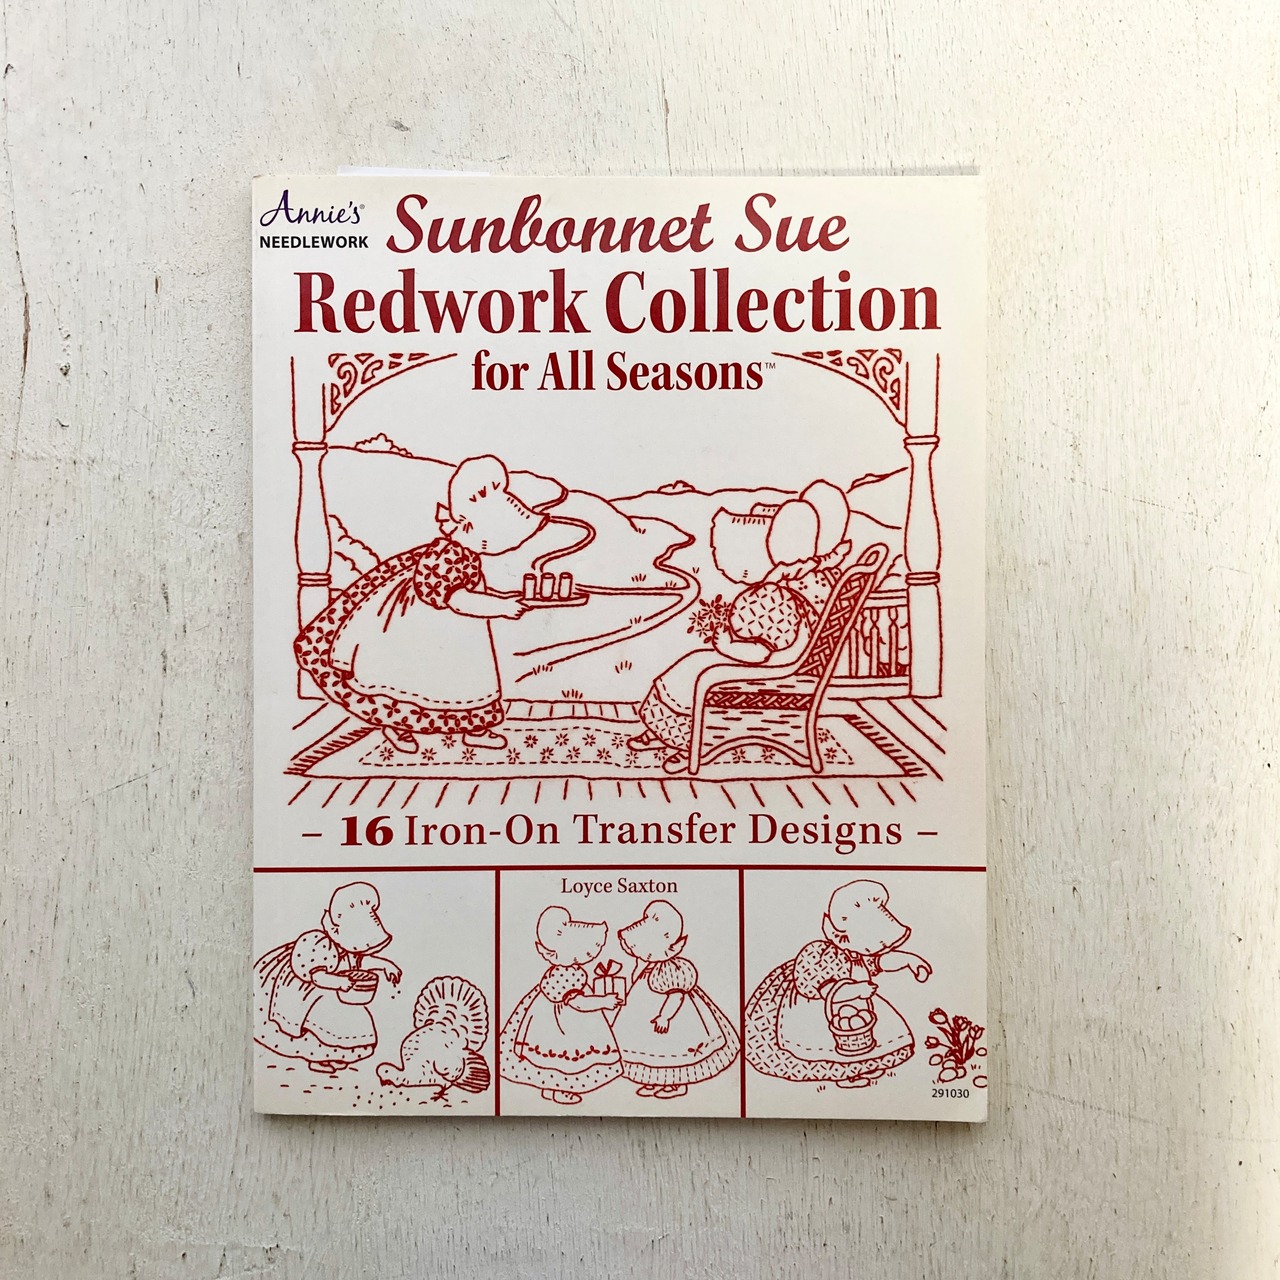 Annie's®
NEEDLEWORK
Sunbonnet Sue
Redwork Collection
for All Seasons™
– 16 Iron-On Transfer Designs –
Loyce Saxton
291030